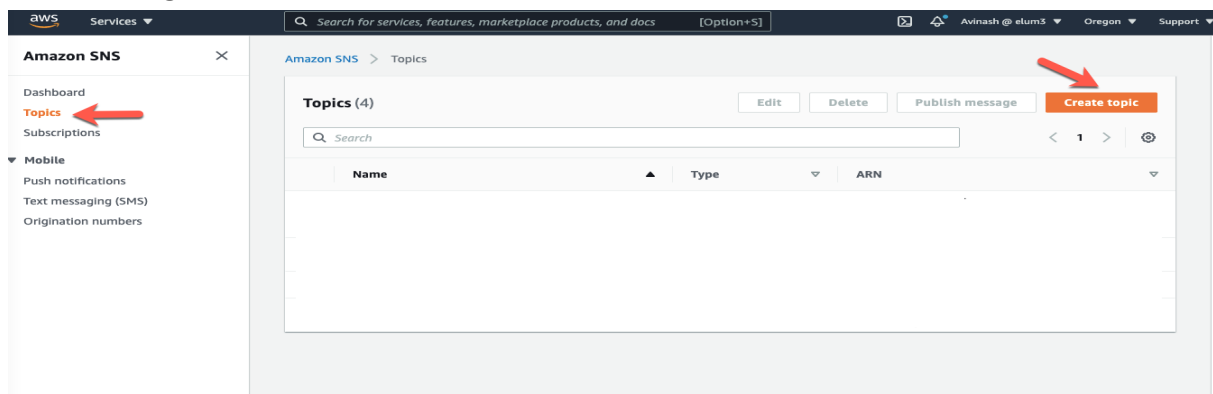 aws Services ▼ Search for services, features, marketplace products, and docs [Option+S] Avinash @ elum3 ▼ Oregon ▼ Support ▼
Amazon SNS
Dashboard
Topics
Subscriptions
Mobile
Push notifications
Text messaging (SMS)
Origination numbers
Amazon SNS > Topics
Topics (4) Edit Delete Publish message Create topic
Search < 1 >
Name Type ARN